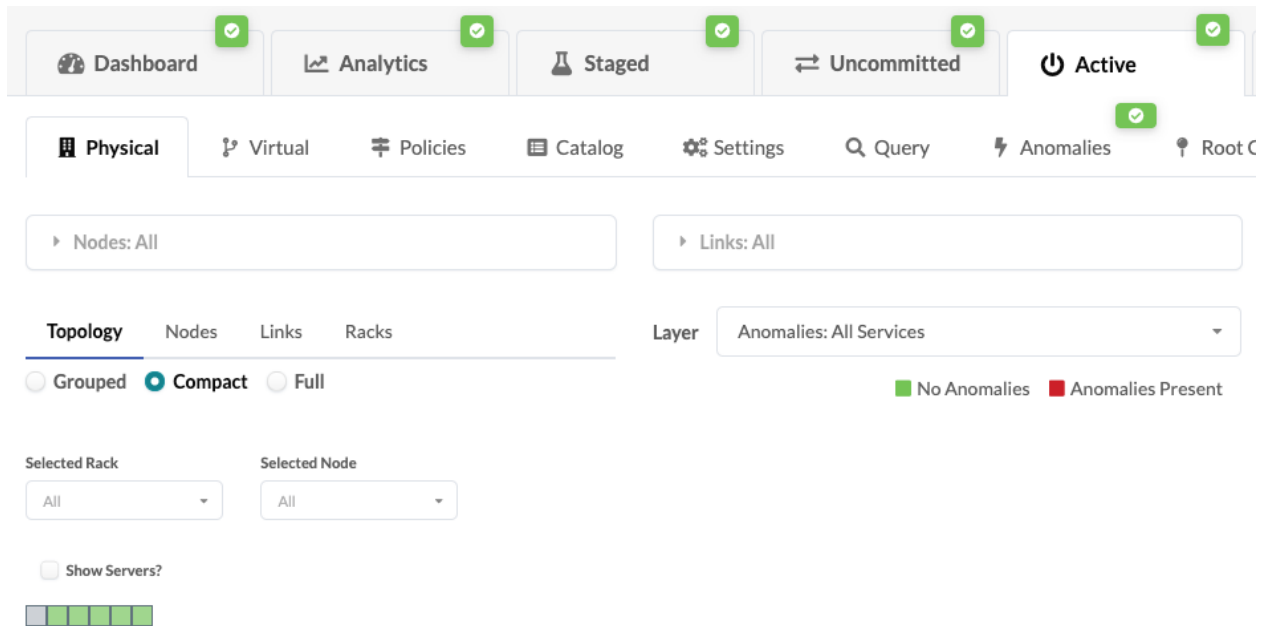 Dashboard Analytics Staged Uncommitted Active
Physical Virtual Policies Catalog Settings Query Anomalies Root
Nodes: All Links: All
Topology Nodes Links Racks Layer Anomalies: All Services
Grouped Compact Full
No Anomalies Anomalies Present
Selected Rack Selected Node
All All
Show Servers?